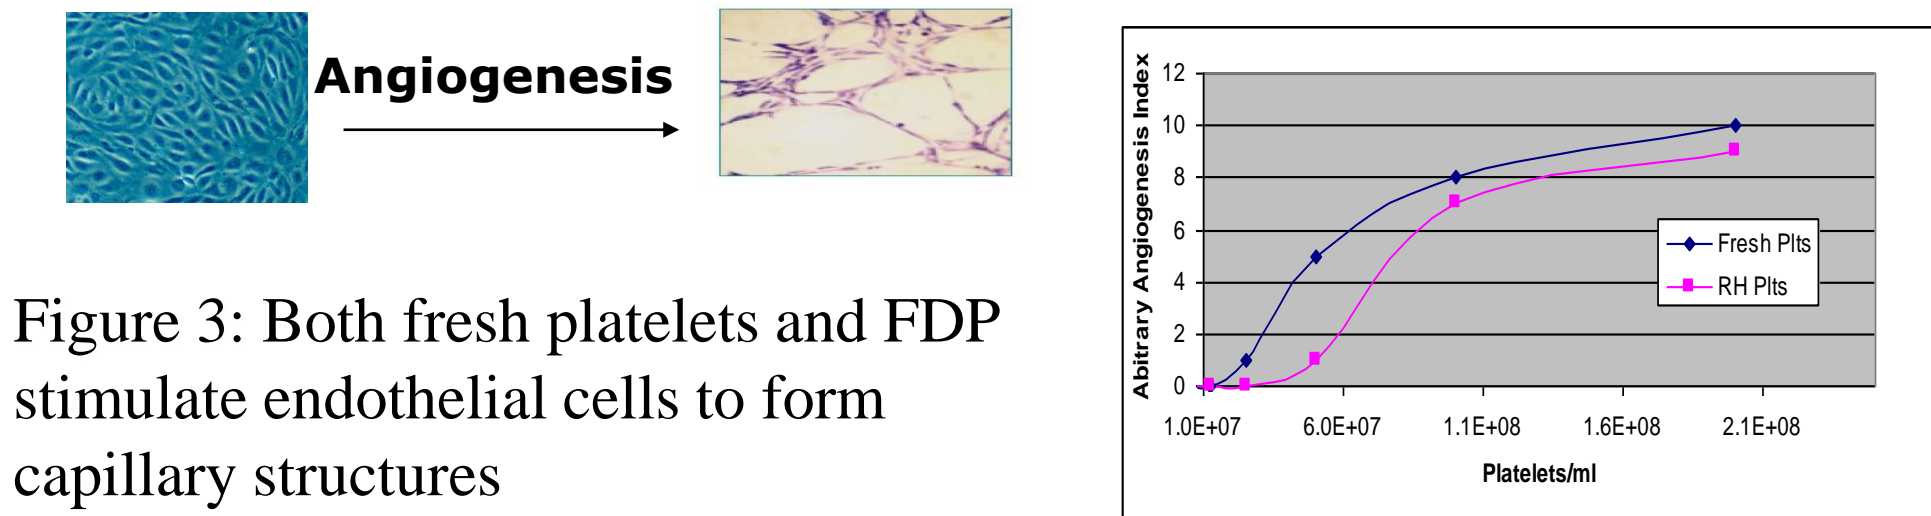 Angiogenesis
Figure 3: Both fresh platelets and FDP
stimulate endothelial cells to form
capillary structures
Abitrary Angiogenesis Index
12
10
8
6
4
2
0
1.0E+07 6.0E+07 1.1E+08 1.6E+08 2.1E+08
Platelets/ml
Fresh Plts
RH Plts